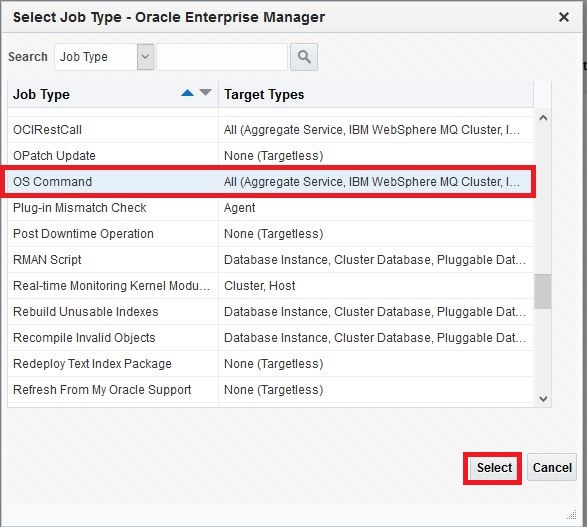 Select Job Type - Oracle Enterprise Manager
Search Job Type
Job Type Target Types
OCIRestCall All (Aggregate Service, IBM WebSphere MQ Cluster, I...
OPatch Update None (Targetless)
OS Command All (Aggregate Service, IBM WebSphere MQ Cluster, I...
Plug-in Mismatch Check Agent
Post Downtime Operation None (Targetless)
RMAN Script Database Instance, Cluster Database, Pluggable Dat...
Real-time Monitoring Kernel Modu... Cluster, Host
Rebuild Unusable Indexes Database Instance, Cluster Database, Pluggable Dat...
Recompile Invalid Objects Database Instance, Cluster Database, Pluggable Dat...
Redeploy Text Index Package None (Targetless)
Refresh From My Oracle Support None (Targetless)
Select Cancel